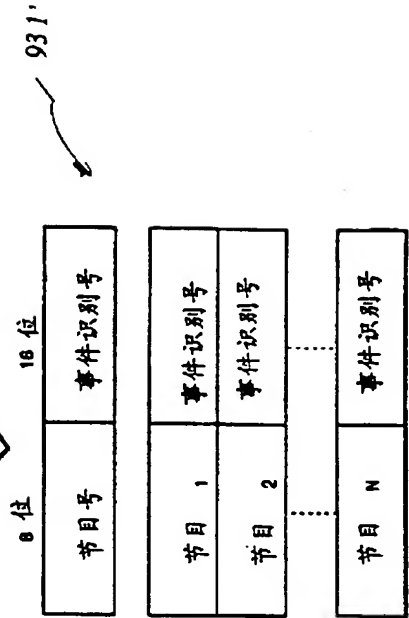 931'
8 位 16 位
节目号 事件识别号
节目 1 事件识别号
节目 2 事件识别号
节目 N 事件识别号